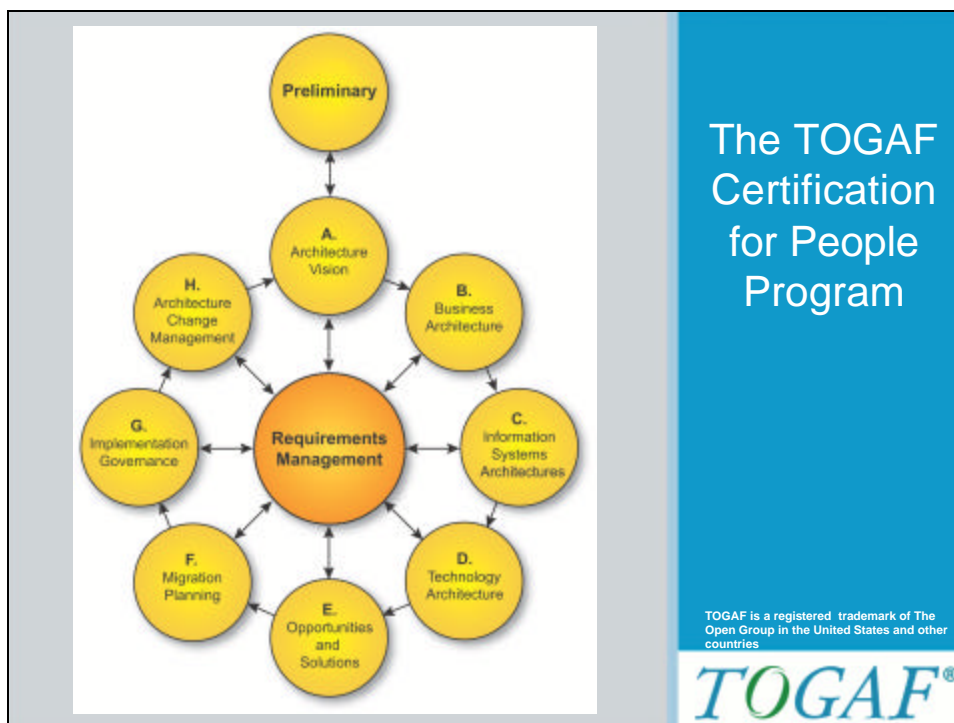 Preliminary
A.
Architecture
Vision
B.
Business
Architecture
C.
Information
Systems
Architectures
D.
Technology
Architecture
E.
Opportunities
and
Solutions
F.
Migration
Planning
G.
Implementation
Governance
H.
Architecture
Change
Management
Requirements
Management
The TOGAF
Certification
for People
Program
TOGAF is a registered trademark of The
Open Group in the United States and other
countries
TOGAF®